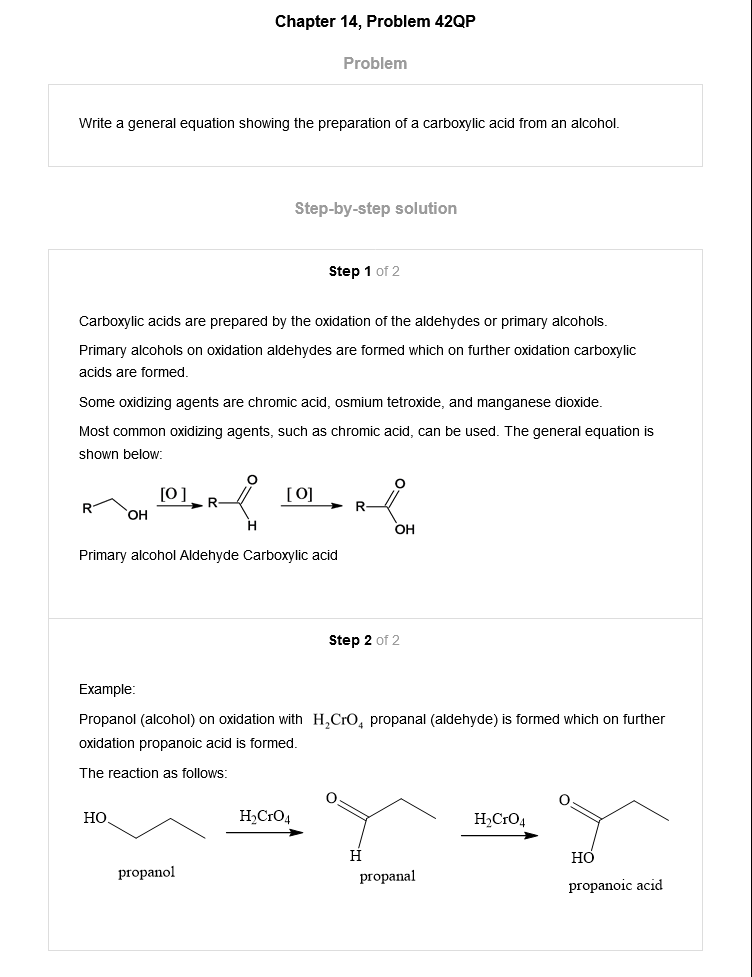 Chapter 14, Problem 42QP
Problem
Write a general equation showing the preparation of a carboxylic acid from an alcohol.
Step-by-step solution
Step 1 of 2
Carboxylic acids are prepared by the oxidation of the aldehydes or primary alcohols.
Primary alcohols on oxidation aldehydes are formed which on further oxidation carboxylic
acids are formed.
Some oxidizing agents are chromic acid, osmium tetroxide, and manganese dioxide.
Most common oxidizing agents, such as chromic acid, can be used. The general equation is
shown below:
R OH [O] R O H [O] R O OH
Primary alcohol Aldehyde Carboxylic acid
Step 2 of 2
Example:
Propanol (alcohol) on oxidation with H₂CrO₄ propanal (aldehyde) is formed which on further
oxidation propanoic acid is formed.
The reaction as follows:
HO H₂CrO₄ O H H₂CrO₄ O HO
propanol propanal propanoic acid